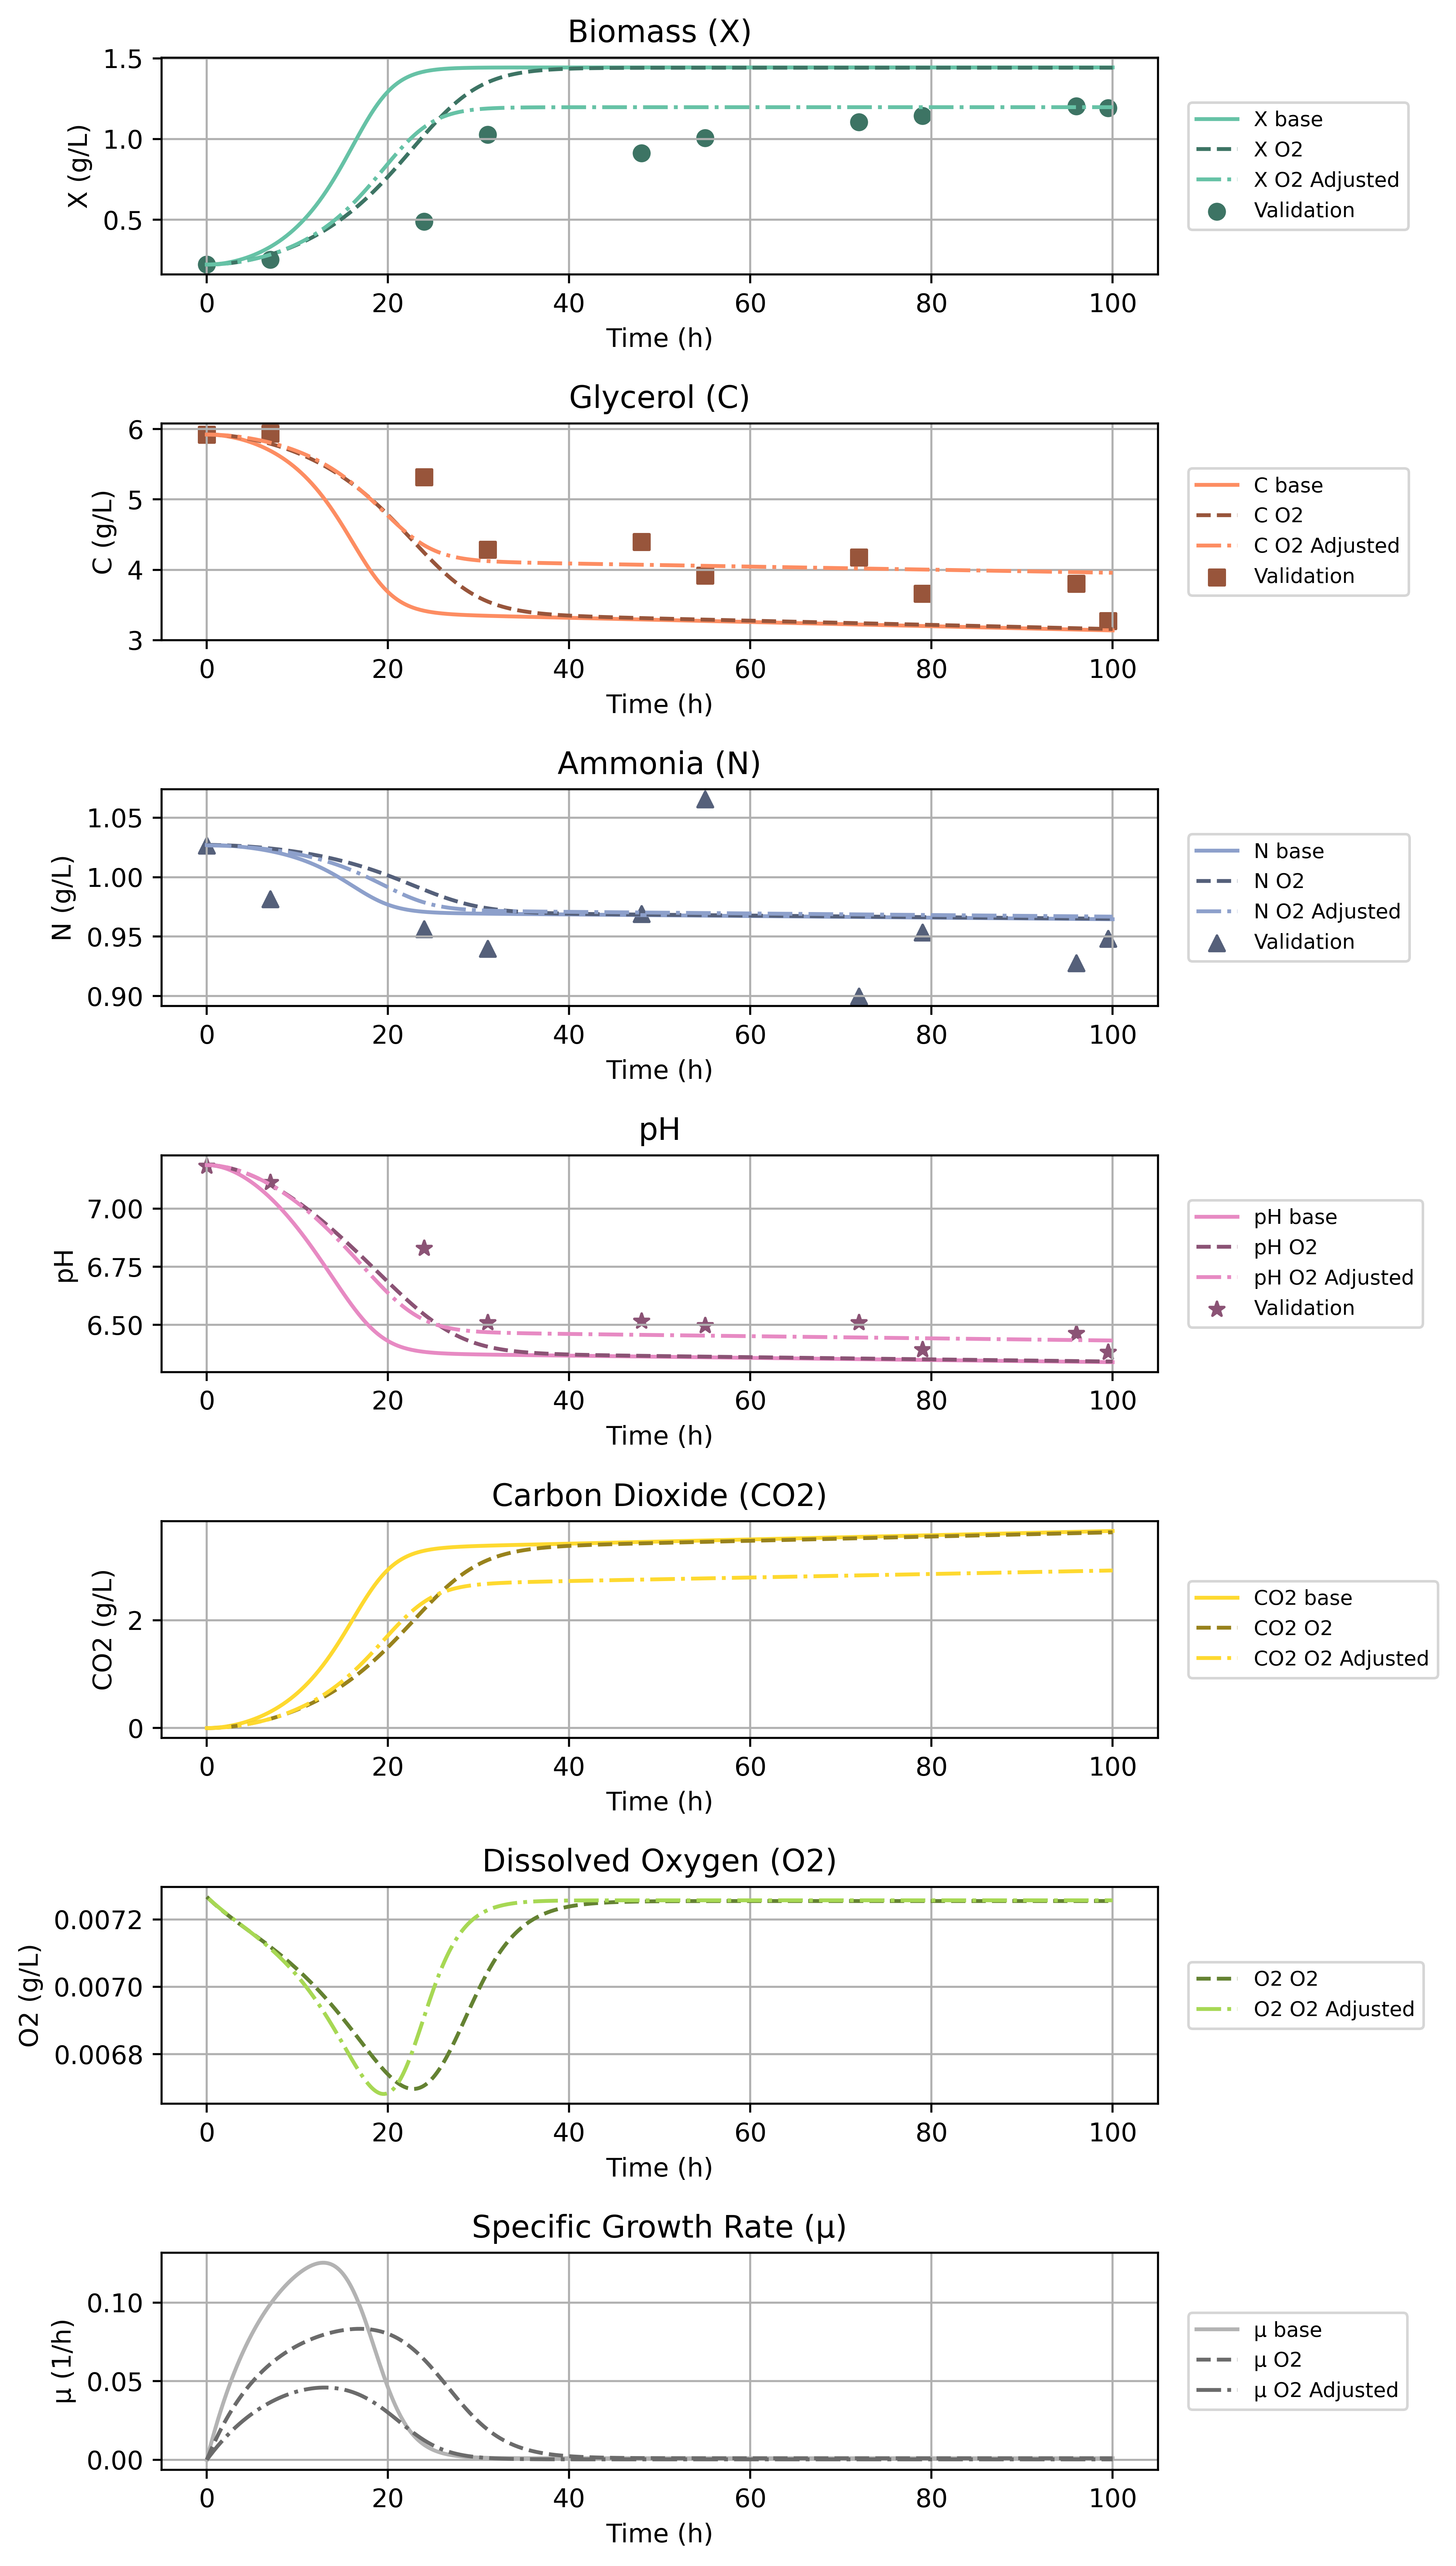 Biomass (X)
1.5
1.0
0.5
X (g/L)
0 20 40 60 80 100
Time (h)
X base
X O2
X O2 Adjusted
Validation
Glycerol (C)
6
5
4
3
C (g/L)
0 20 40 60 80 100
Time (h)
C base
C O2
C O2 Adjusted
Validation
Ammonia (N)
1.05
1.00
0.95
0.90
N (g/L)
0 20 40 60 80 100
Time (h)
N base
N O2
N O2 Adjusted
Validation
pH
7.00
6.75
6.50
pH
0 20 40 60 80 100
Time (h)
pH base
pH O2
pH O2 Adjusted
Validation
Carbon Dioxide (CO2)
2
0
CO2 (g/L)
0 20 40 60 80 100
Time (h)
CO2 base
CO2 O2
CO2 O2 Adjusted
Dissolved Oxygen (O2)
0.0072
0.0070
0.0068
O2 (g/L)
0 20 40 60 80 100
Time (h)
O2 O2
O2 O2 Adjusted
Specific Growth Rate (μ)
0.10
0.05
0.00
μ (1/h)
0 20 40 60 80 100
Time (h)
μ base
μ O2
μ O2 Adjusted